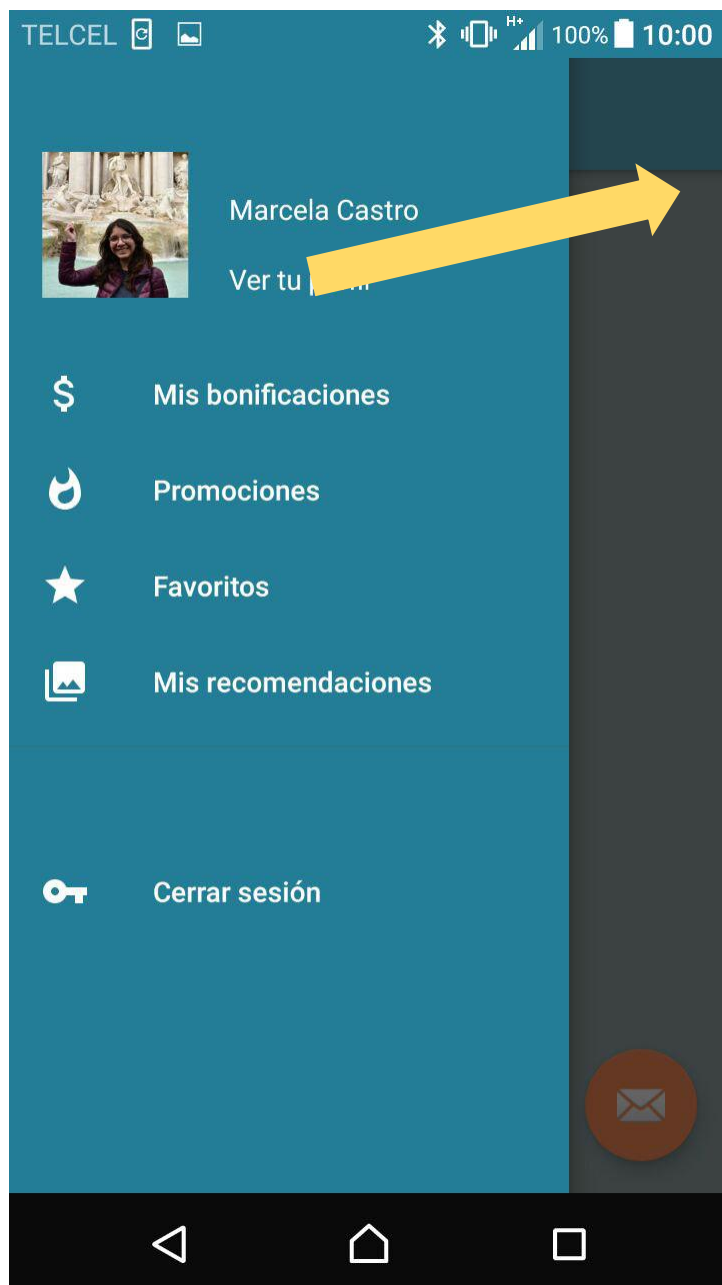 TELCEL H+ 100% 10:00
Marcela Castro
Ver tu
$ Mis bonificaciones
Promociones
Favoritos
Mis recomendaciones
Cerrar sesión